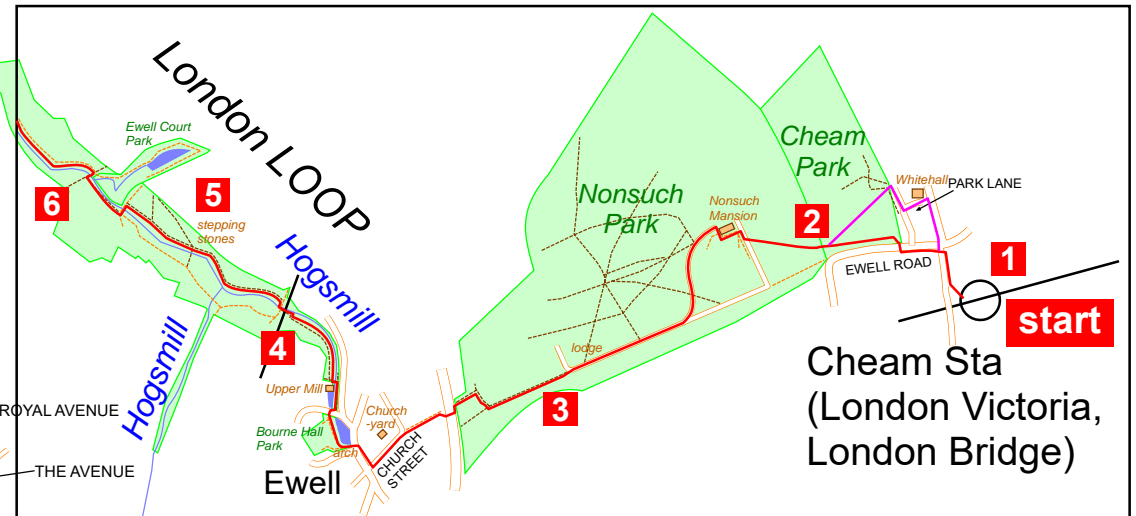 London LOOP
Ewell Court
Park
6
5
stepping
stones
Hogsmill
Hogsmill
4
ROYAL AVENUE
THE AVENUE
Upper Mill
Bourne Hall
Park
arch
Church
-yard
CHURCH
STREET
Ewell
Nonsuch
Park
Nonsuch
Mansion
lodge
3
Cheam
Park
2
Whitehall
PARK LANE
EWELL ROAD
1
start
Cheam Sta
(London Victoria,
London Bridge)